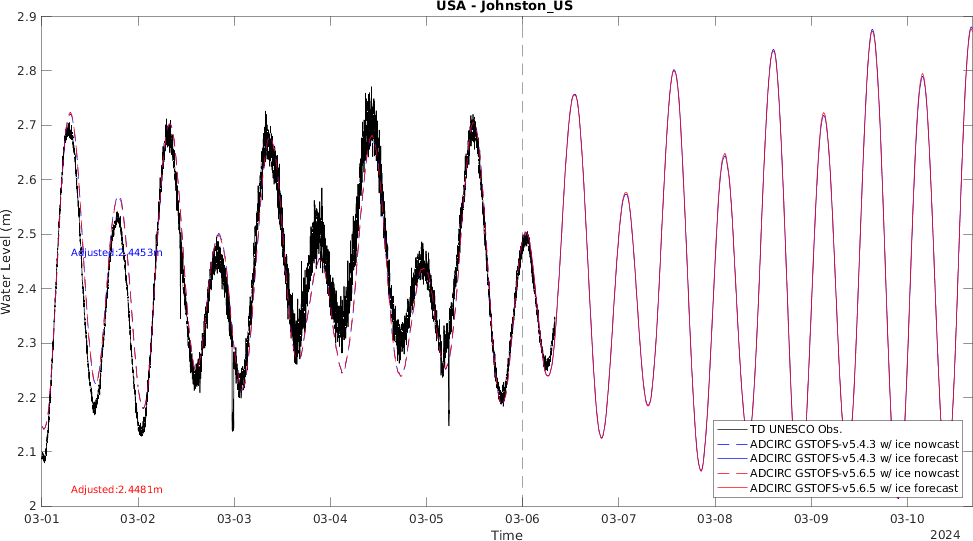 USA - Johnston_US
2.9
2.8
2.7
2.6
2.5
Adjusted:2.4453m
2.4
2.3
2.2
2.1
2
Adjusted:2.4481m
Water Level (m)
TD UNESCO Obs.
ADCIRC GSTOFS-v5.4.3 w/ ice nowcast
ADCIRC GSTOFS-v5.4.3 w/ ice forecast
ADCIRC GSTOFS-v5.6.5 w/ ice nowcast
ADCIRC GSTOFS-v5.6.5 w/ ice forecast
03-01 03-02 03-03 03-04 03-05 03-06 03-07 03-08 03-09 03-10
Time
2024